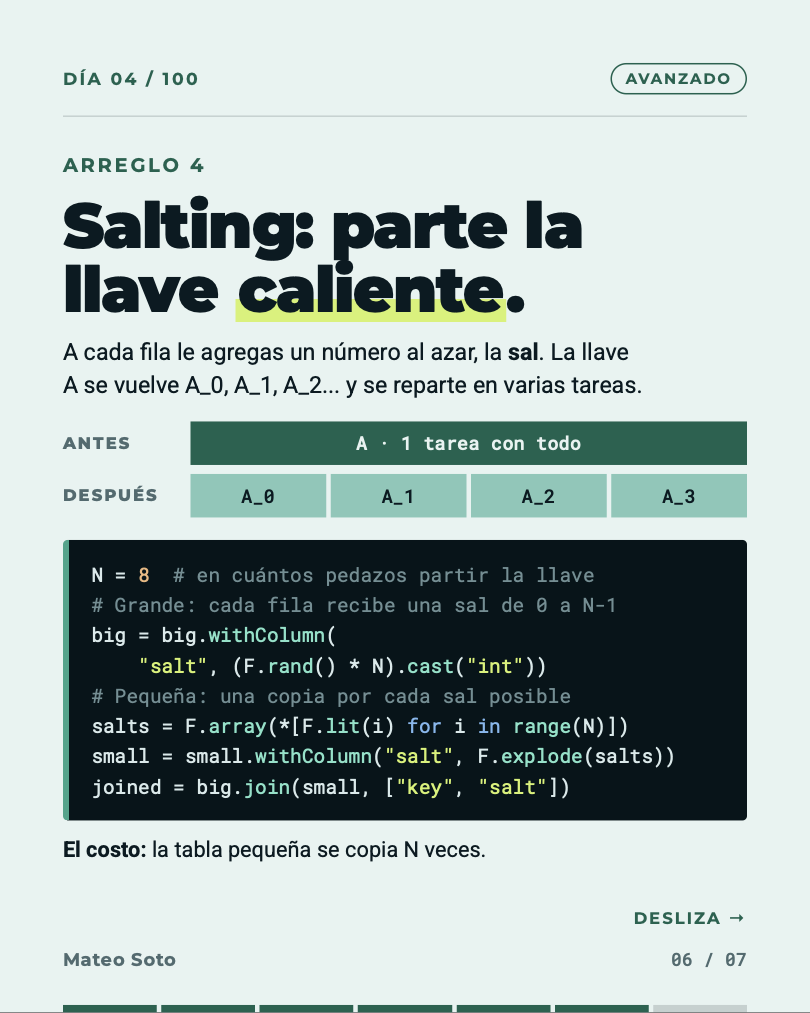 DÍA 04 / 100
AVANZADO
ARREGLO 4
Salting: parte la
llave caliente.
A cada fila le agregas un número al azar, la sal. La llave
A se vuelve A_0, A_1, A_2... y se reparte en varias tareas.
ANTES
A · 1 tarea con todo
DESPUÉS
A_0
A_1
A_2
A_3
N = 8  # en cuántos pedazos partir la llave
# Grande: cada fila recibe una sal de 0 a N-1
big = big.withColumn(
    "salt", (F.rand() * N).cast("int"))
# Pequeña: una copia por cada sal posible
salts = F.array(*[F.lit(i) for i in range(N)])
small = small.withColumn("salt", F.explode(salts))
joined = big.join(small, ["key", "salt"])
El costo: la tabla pequeña se copia N veces.
DESLIZA →
Mateo Soto
06 / 07